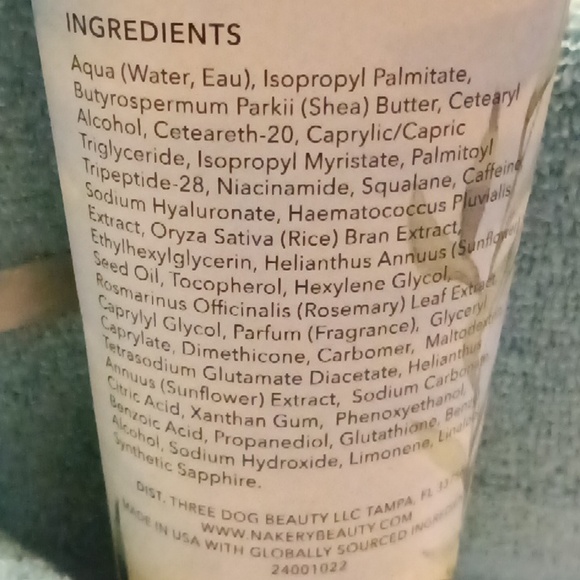 INGREDIENTS
Aqua (Water, Eau), Isopropyl Palmitate,
Butyrospermum Parkii (Shea) Butter, Cetearyl
Alcohol, Ceteareth-20, Caprylic/Capric
Triglyceride, Isopropyl Myristate, Palmitoyl
Tripeptide-28, Niacinamide, Squalane, Caffeine
Sodium Hyaluronate, Haematococcus Pluvialis
Extract, Oryza Sativa (Rice) Bran Extract,
Ethylhexylglycerin, Helianthus Annuus (Sunflower)
Seed Oil, Tocopherol, Hexylene Glycol,
Rosmarinus Officinalis (Rosemary) Leaf Extract
Caprylyl Glycol, Parfum (Fragrance), Glyceryl
Caprylate, Dimethicone, Carbomer, Maltodextrin
Tetrasodium Glutamate Diacetate, Helianthus
Annuus (Sunflower) Extract, Sodium
Citric Acid, Xanthan Gum, Phenoxyethanol,
Benzoic Acid, Propanediol, Glutathione,
Alcohol, Sodium Hydroxide, Limonene,
Synthetic Sapphire.
DIST. THREE DOG BEAUTY LLC TAMPA, FL
WWW.NAKERYBEAUTY.COM
MADE IN USA WITH GLOBALLY SOURCED
24001022